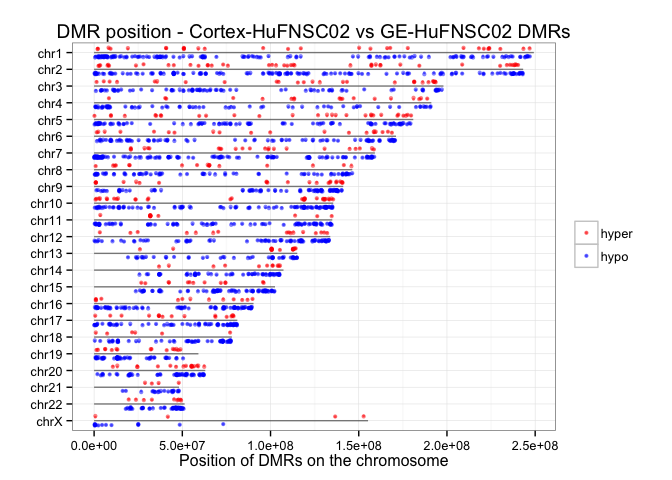 DMR position - Cortex-HuFNSC02 vs GE-HuFNSC02 DMRs
chr1
chr2
chr3
chr4
chr5
chr6
chr7
chr8
chr9
chr10
chr11
chr12
chr13
chr14
chr15
chr16
chr17
chr18
chr19
chr20
chr21
chr22
chrX
hyper
hypo
0.0e+00 5.0e+07 1.0e+08 1.5e+08 2.0e+08 2.5e+08
Position of DMRs on the chromosome